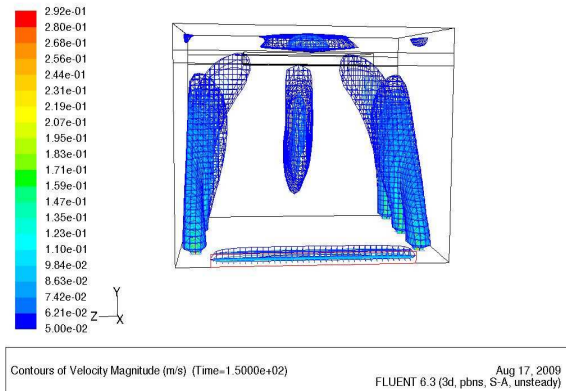 2.92e-01
2.80e-01
2.68e-01
2.56e-01
2.44e-01
2.31e-01
2.19e-01
2.07e-01
1.95e-01
1.83e-01
1.71e-01
1.59e-01
1.47e-01
1.35e-01
1.23e-01
1.10e-01
9.84e-02
8.63e-02
7.42e-02
6.21e-02
5.00e-02
Y
Z X
Contours of Velocity Magnitude (m/s) (Time=1.5000e+02)
Aug 17, 2009
FLUENT 6.3 (3d, pbns, S-A, unsteady)